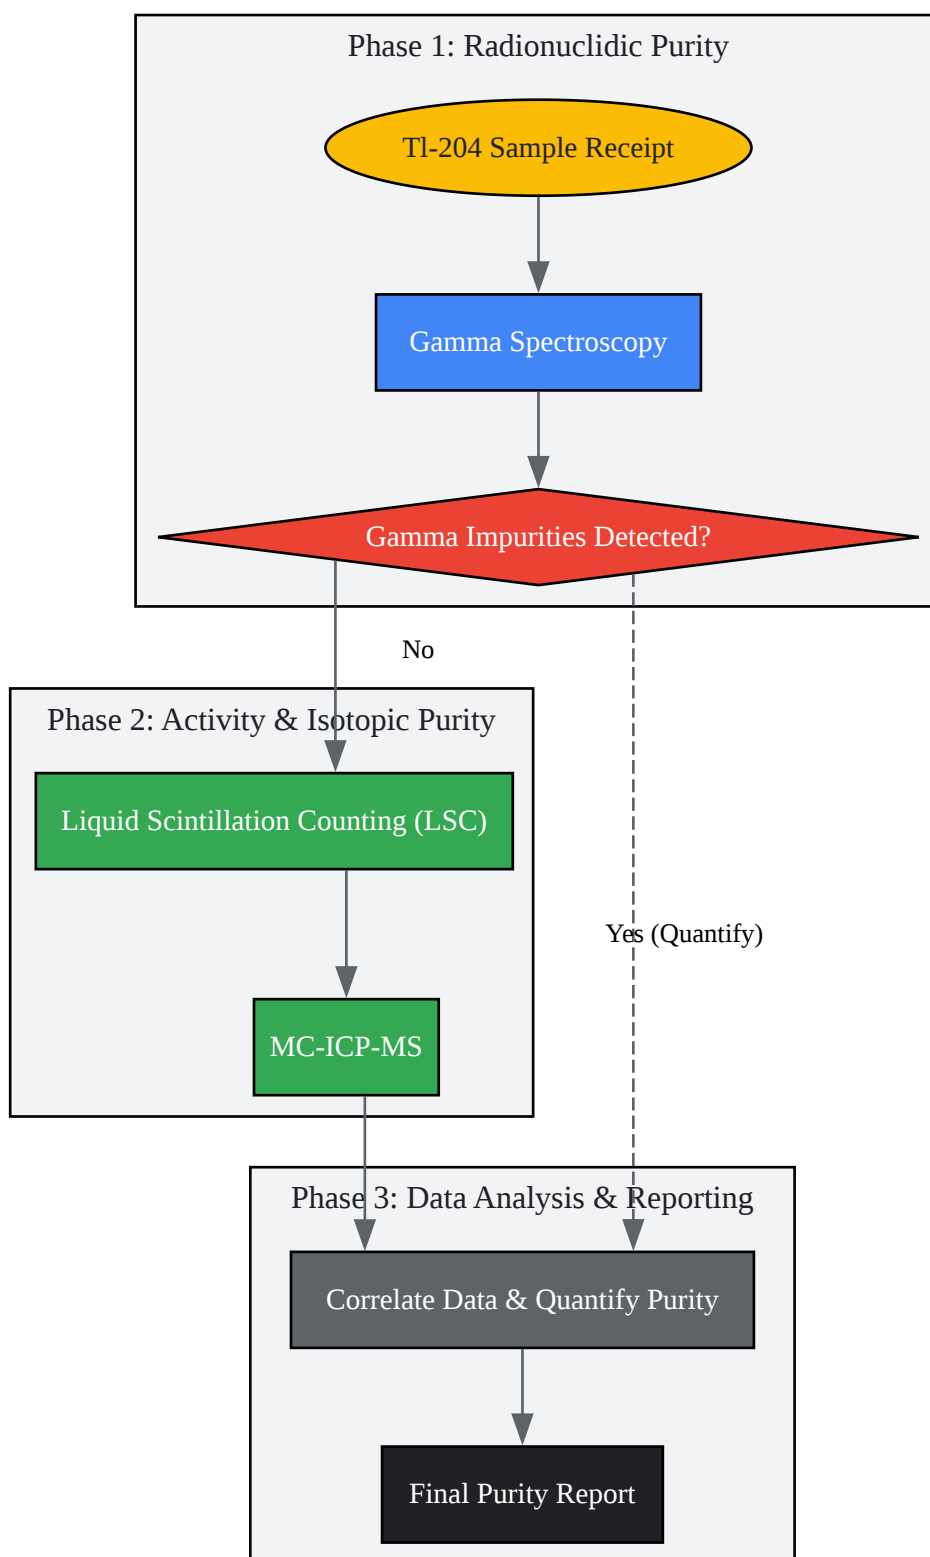 Phase 1: Radionuclidic Purity
Tl-204 Sample Receipt
Gamma Spectroscopy
Gamma Impurities Detected?
No
Phase 2: Activity & Isotopic Purity
Liquid Scintillation Counting (LSC)
Yes (Quantify)
MC-ICP-MS
Phase 3: Data Analysis & Reporting
Correlate Data & Quantify Purity
Final Purity Report